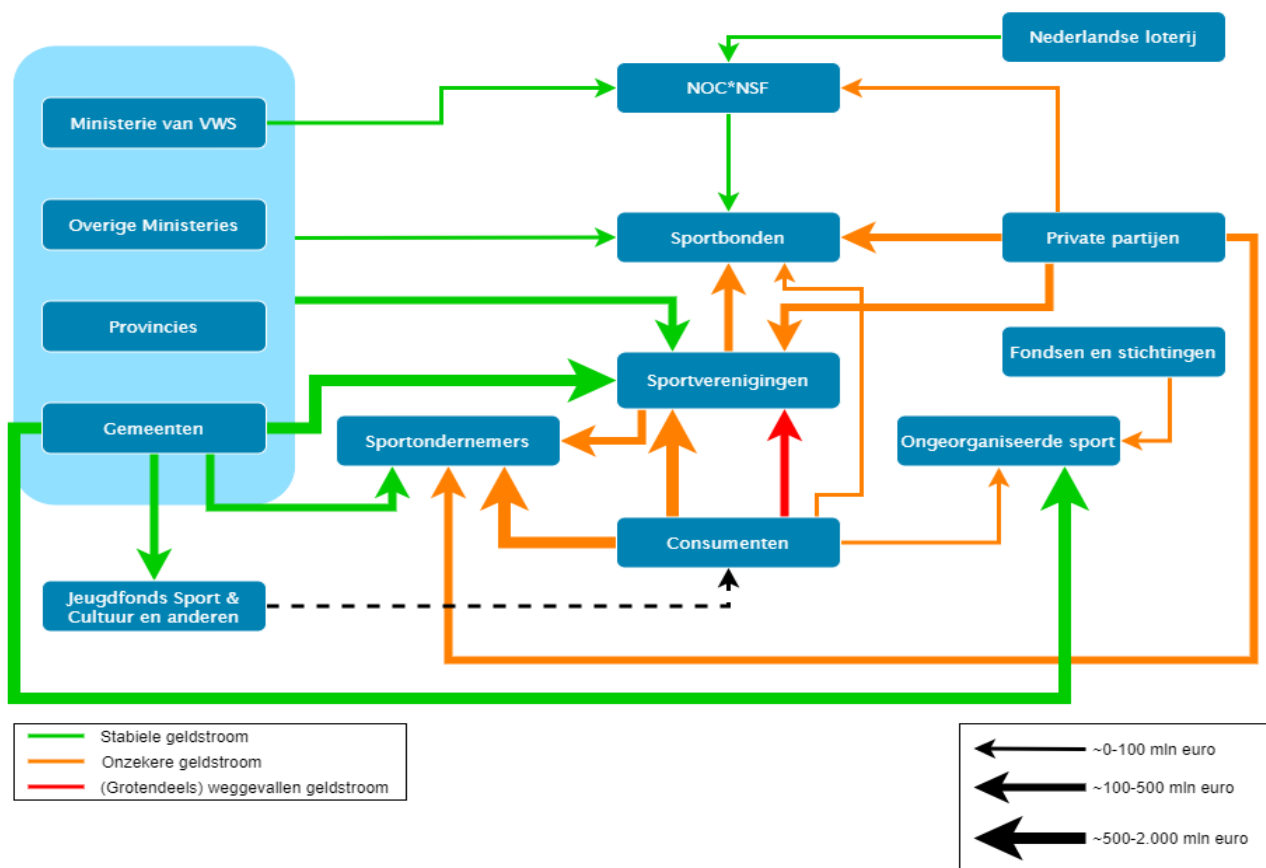 Nederlandse loterij
NOC*NSF
Ministerie van VWS
Overige Ministeries
Sportbonden
Private partijen
Provincies
Fondsen en stichtingen
Sportverenigingen
Gemeenten
Sportondernemers
Ongeorganiseerde sport
Consumenten
Jeugdfonds Sport &
Cultuur en anderen
Stabiele geldstroom
Onzekere geldstroom
(Grotendeels) weggevallen geldstroom
~0-100 mln euro
~100-500 mln euro
~500-2.000 mln euro